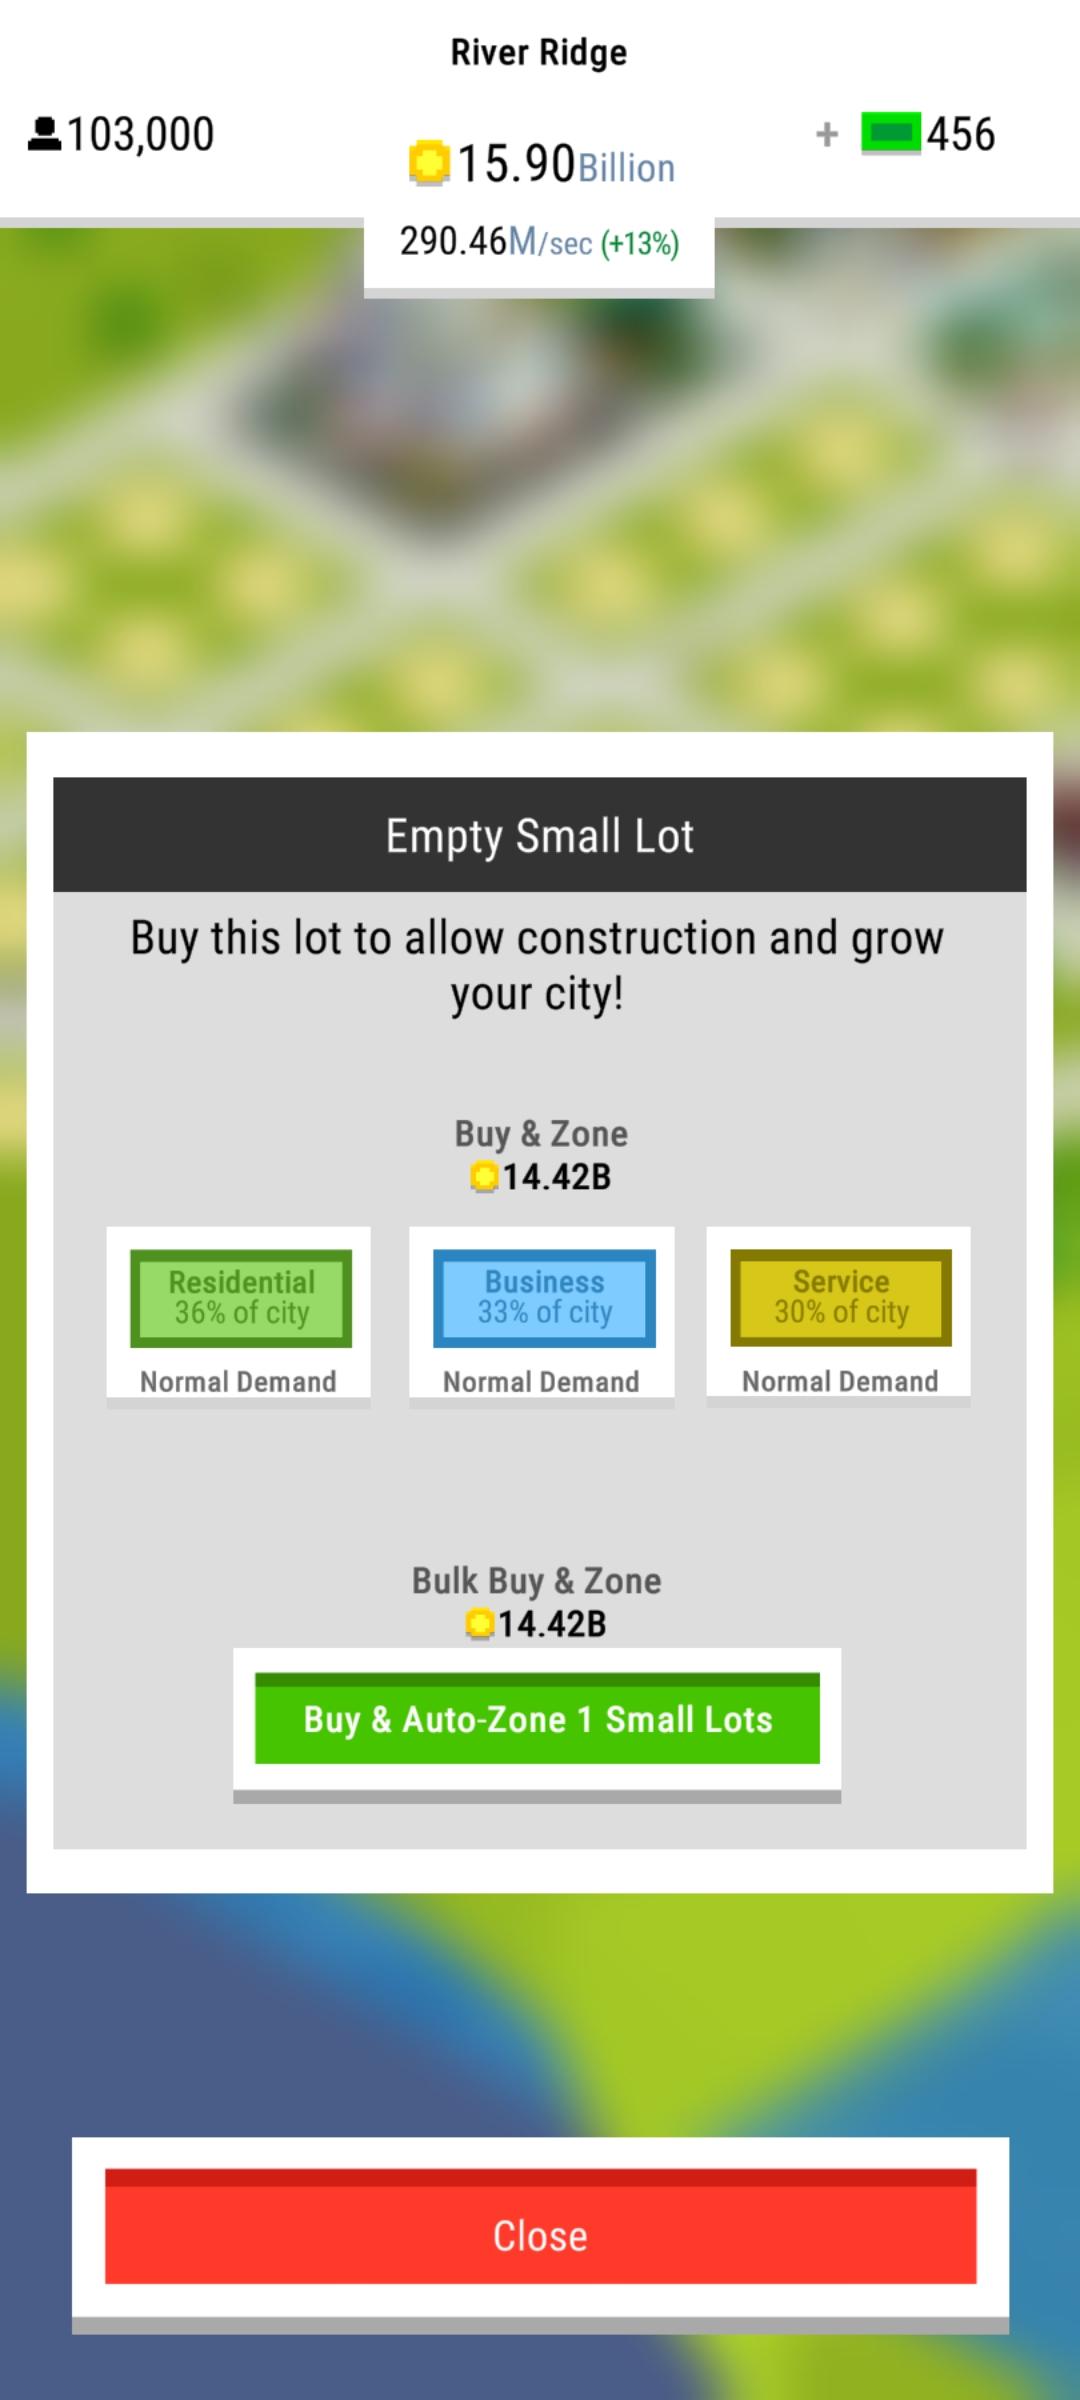 River Ridge
103,000
15.90Billion
+ 456
290.46M/sec (+13%)
Empty Small Lot
Buy this lot to allow construction and grow
your city!
Buy & Zone
14.42B
Residential
36% of city
Normal Demand
Business
33% of city
Normal Demand
Service
30% of city
Normal Demand
Bulk Buy & Zone
14.42B
Buy & Auto-Zone 1 Small Lots
Close